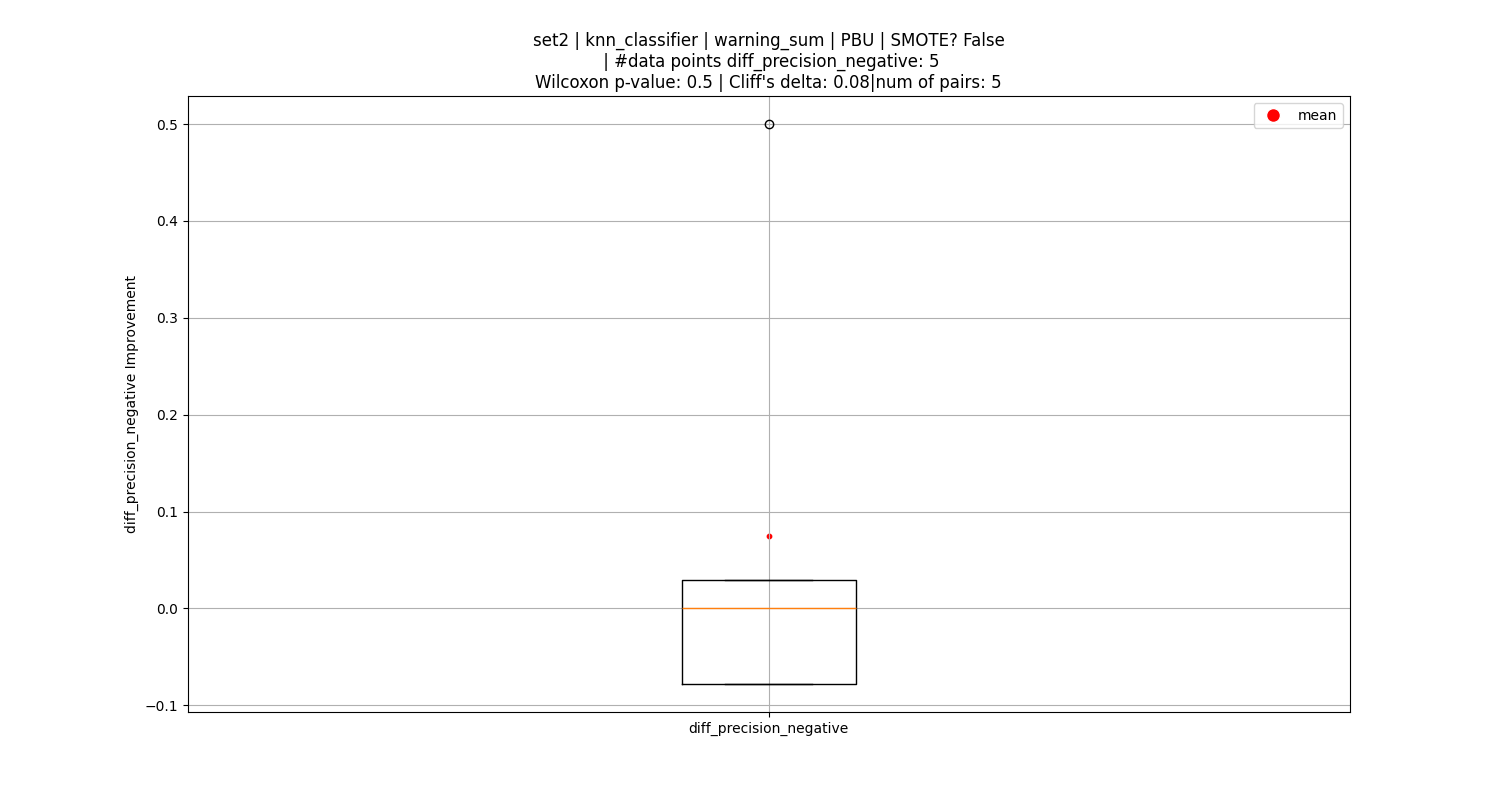 set2 | knn_classifier | warning_sum | PBU | SMOTE? False
| #data points diff_precision_negative: 5
Wilcoxon p-value: 0.5 | Cliff's delta: 0.08|num of pairs: 5
mean
0.5
0.4
0.3
0.2
0.1
0.0
−0.1
diff_precision_negative Improvement
diff_precision_negative